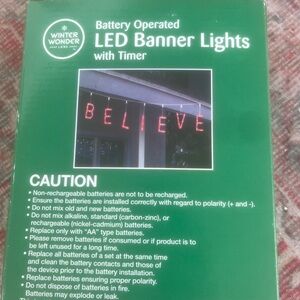 Battery Operated
WINTER
WONDER
LANE
LED Banner Lights
with Timer
BELIEVE
CAUTION
• Non-rechargeable batteries are not to be recharged.
• Ensure the batteries are installed correctly with regard to polarity (+ and -).
• Do not mix old and new batteries.
• Do not mix alkaline, standard (carbon-zinc), or
rechargeable (nickel-cadmium) batteries.
• Replace only with "AA" type batteries.
• Please remove batteries if consumed or if product is to
be left unused for a long time.
• Replace all batteries of a set at the same time
and clean the battery contacts and those of
the device prior to the battery installation.
• Replace batteries ensuring proper polarity.
• Do not dispose of batteries in fire.
Batteries may explode or leak.